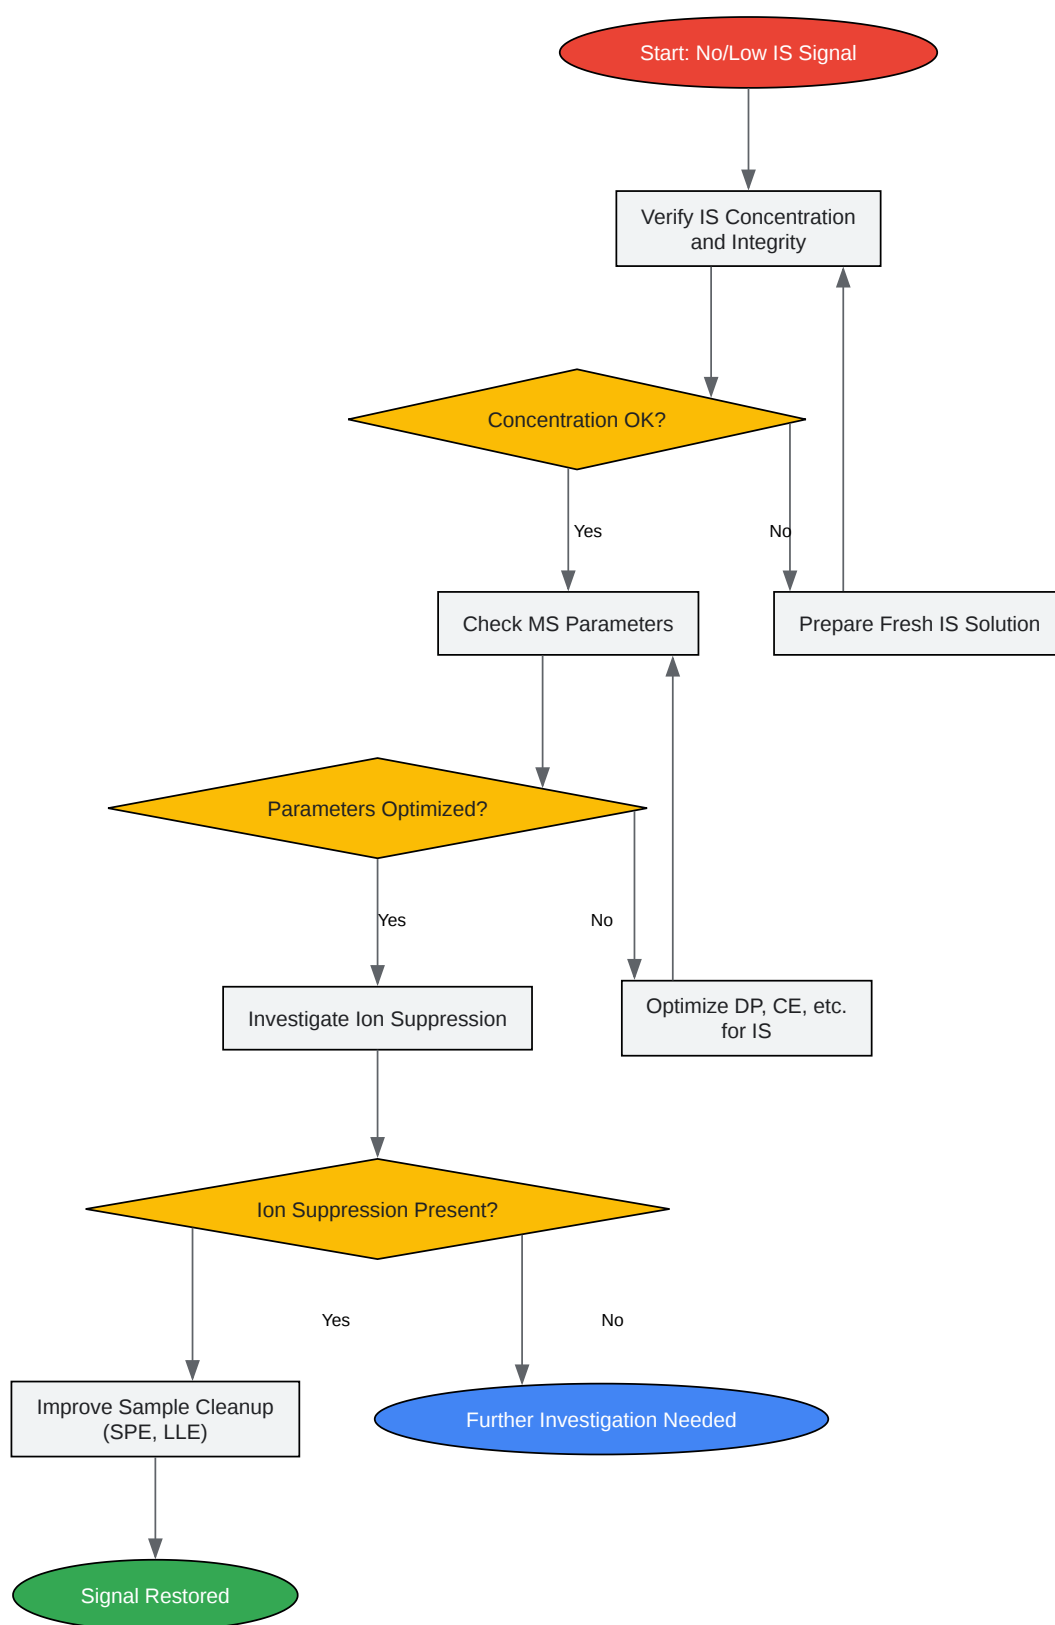 Start: No/Low IS Signal
Verify IS Concentration
and Integrity
Concentration OK?
Yes
No
Check MS Parameters
Prepare Fresh IS Solution
Parameters Optimized?
Yes
No
Investigate Ion Suppression
Optimize DP, CE, etc.
for IS
Ion Suppression Present?
Yes
No
Improve Sample Cleanup
(SPE, LLE)
Further Investigation Needed
Signal Restored